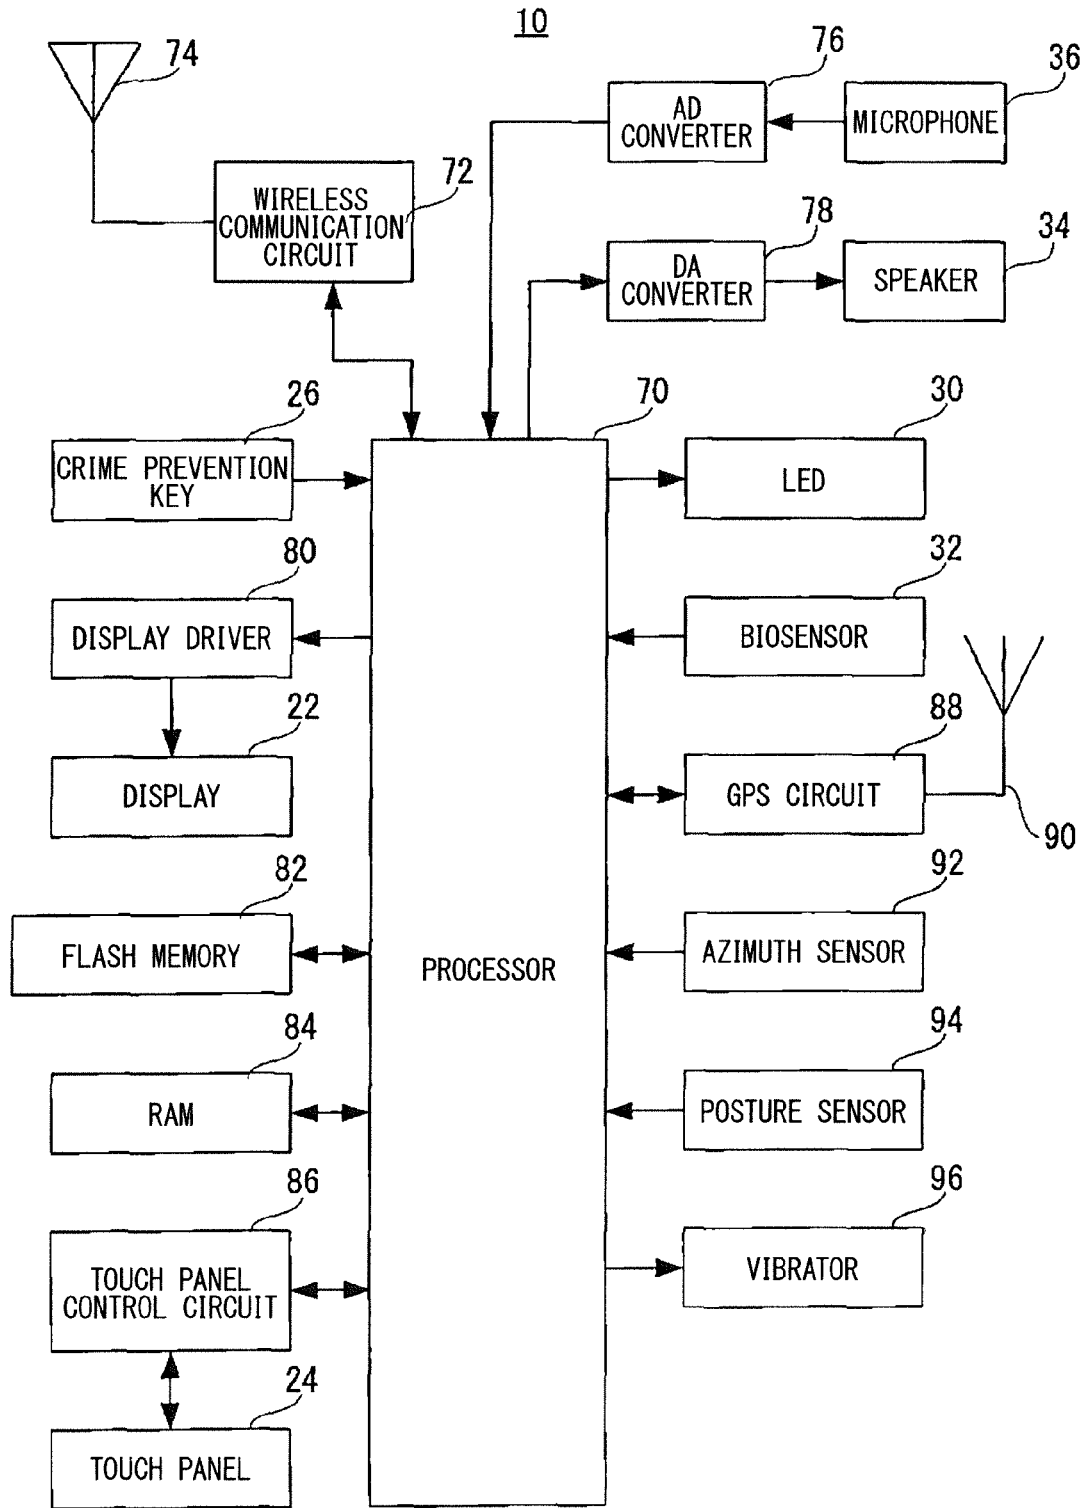 10
74
76
36
AD
CONVERTER
MICROPHONE
72
WIRELESS
COMMUNICATION
CIRCUIT
78
34
DA
CONVERTER
SPEAKER
26
70
30
CRIME PREVENTION
KEY
LED
80
32
DISPLAY DRIVER
BIOSENSOR
22
88
DISPLAY
GPS CIRCUIT
90
82
92
FLASH MEMORY
PROCESSOR
AZIMUTH SENSOR
84
94
RAM
POSTURE SENSOR
86
96
TOUCH PANEL
CONTROL CIRCUIT
VIBRATOR
24
TOUCH PANEL